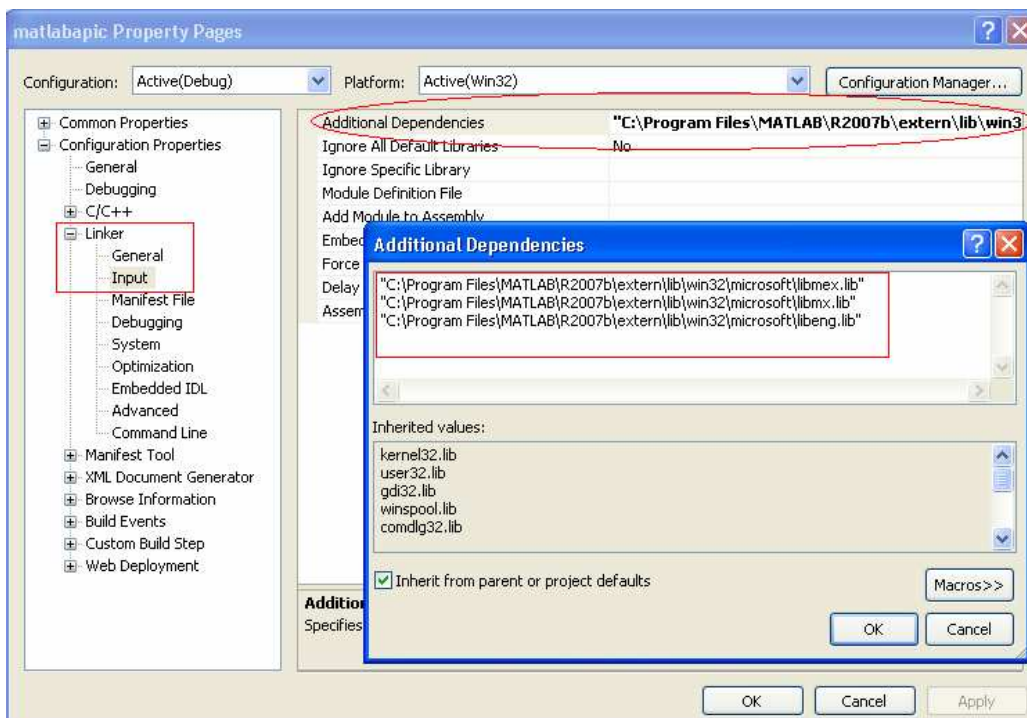 matlabapic Property Pages
Configuration: Active(Debug) Platform: Active(Win32) Configuration Manager...
Common Properties
Configuration Properties
General
Debugging
C/C++
Linker
General
Input
Manifest File
Debugging
System
Optimization
Embedded IDL
Advanced
Command Line
Manifest Tool
XML Document Generator
Browse Information
Build Events
Custom Build Step
Web Deployment
Additional Dependencies "C:\Program Files\MATLAB\R2007b\extern\lib\win3
Ignore All Default Libraries No
Ignore Specific Library
Module Definition File
Add Module to Assembly
Embed
Force
Delay
Assem
Additional Dependencies
"C:\Program Files\MATLAB\R2007b\extern\lib\win32\microsoft\libmex.lib"
"C:\Program Files\MATLAB\R2007b\extern\lib\win32\microsoft\libmx.lib"
"C:\Program Files\MATLAB\R2007b\extern\lib\win32\microsoft\libeng.lib"
Inherited values:
kernel32.lib
user32.lib
gdi32.lib
winspool.lib
comdlg32.lib
Inherit from parent or project defaults
Macros>>
OK Cancel
Additio
Specifies
OK Cancel Apply